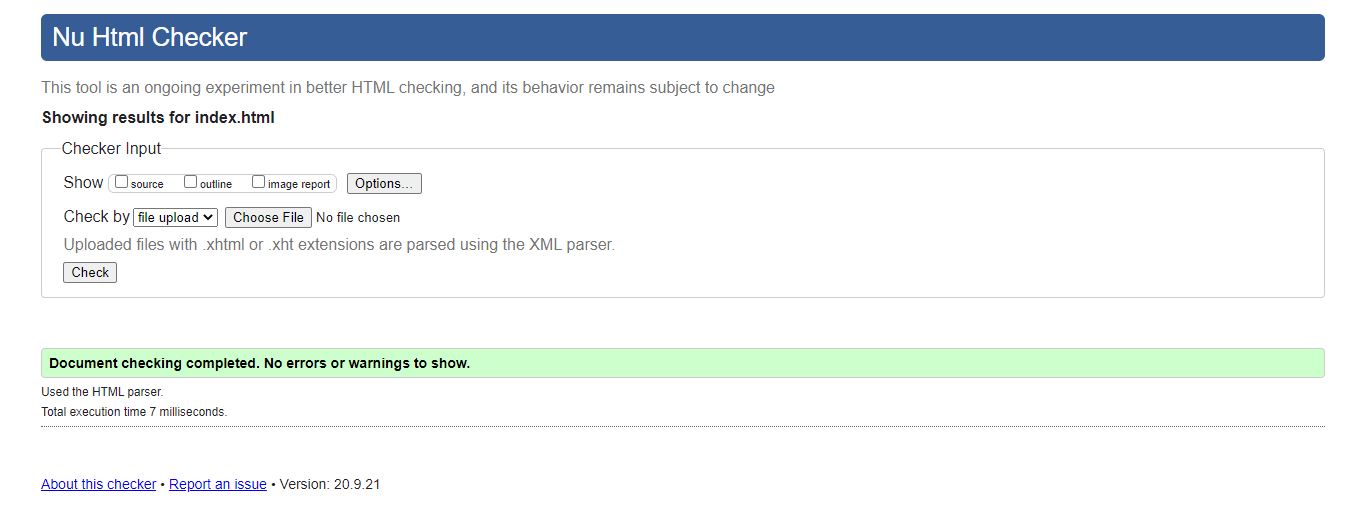 Nu Html Checker
This tool is an ongoing experiment in better HTML checking, and its behavior remains subject to change
Showing results for index.html
Checker Input
Show source outline image report Options...
Check by file upload Choose File No file chosen
Uploaded files with .xhtml or .xht extensions are parsed using the XML parser.
Check
Document checking completed. No errors or warnings to show.
Used the HTML parser.
Total execution time 7 milliseconds.
About this checker • Report an issue • Version: 20.9.21